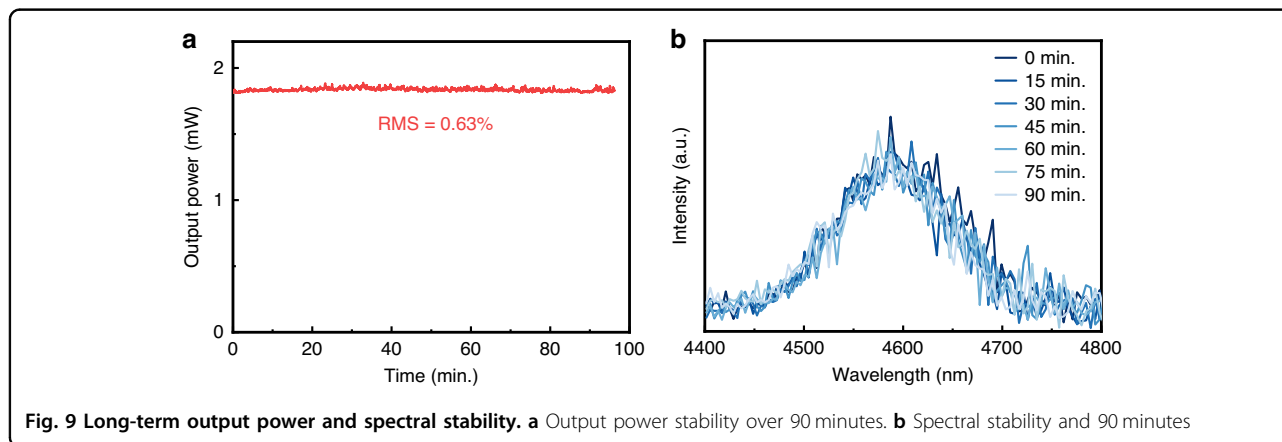 a
2
1
0
Output power (mW)
RMS = 0.63%
0 20 40 60 80 100
Time (min.)
b
Intensity (a.u.)
0 min.
15 min.
30 min.
45 min.
60 min.
75 min.
90 min.
4400 4500 4600 4700 4800
Wavelength (nm)
Fig. 9 Long-term output power and spectral stability. a Output power stability over 90 minutes. b Spectral stability and 90 minutes